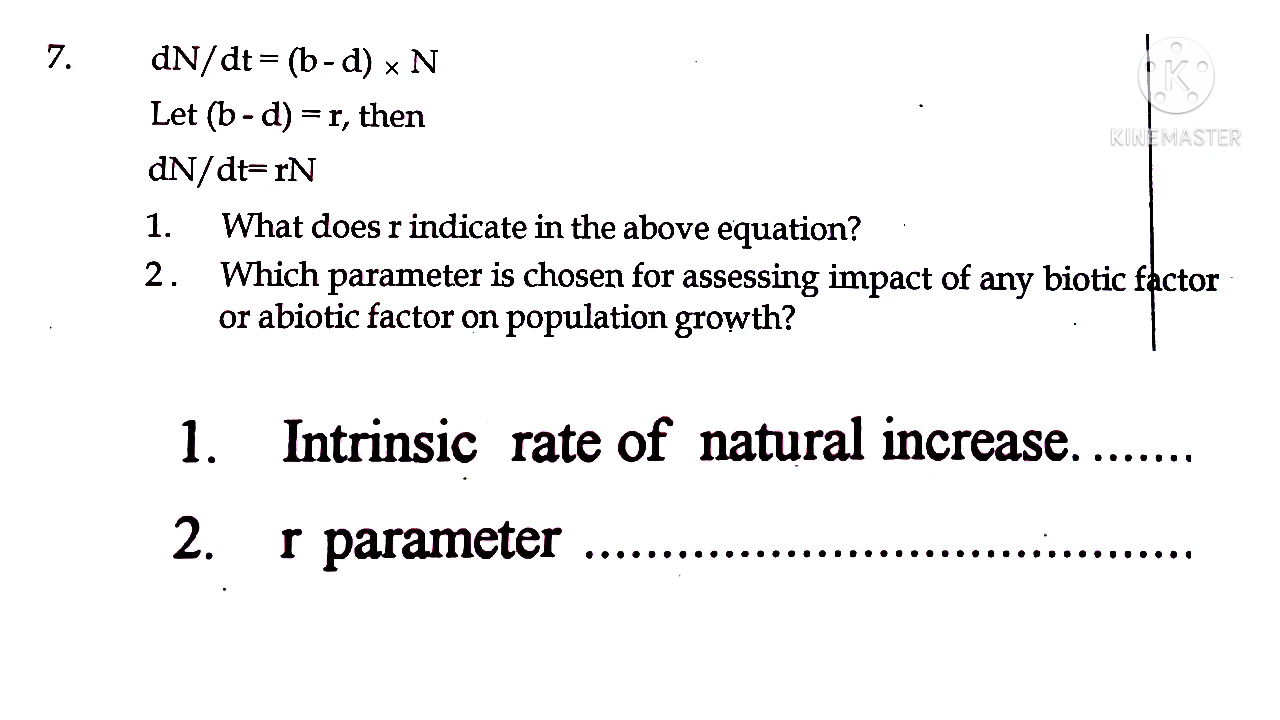 7. dN/dt = (b - d) × N
Let (b - d) = r, then
dN/dt= rN
1. What does r indicate in the above equation?
2. Which parameter is chosen for assessing impact of any biotic factor
or abiotic factor on population growth?
1. Intrinsic rate of natural increase........
2. r parameter ..........................................
K
KINEMASTER